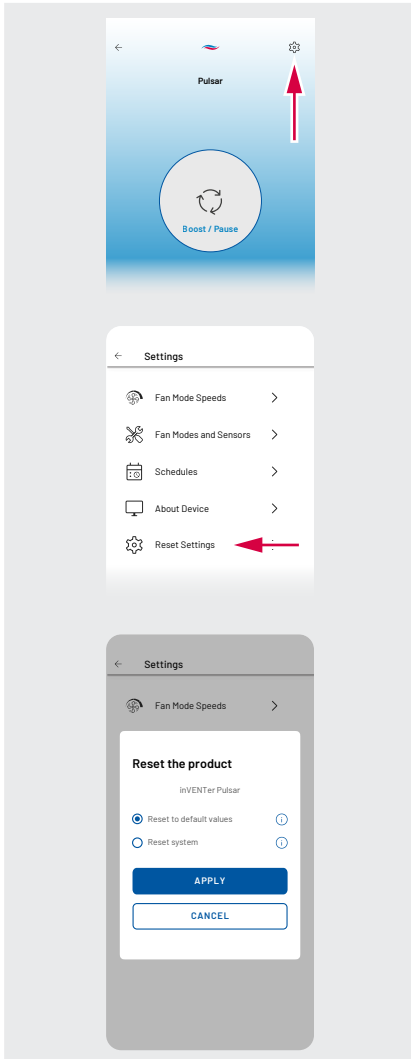 Pulsar
Boost / Pause
Settings
Fan Mode Speeds
Fan Modes and Sensors
Schedules
About Device
Reset Settings
Settings
Fan Mode Speeds
Reset the product
inVENTer Pulsar
Reset to default values
Reset system
APPLY
CANCEL